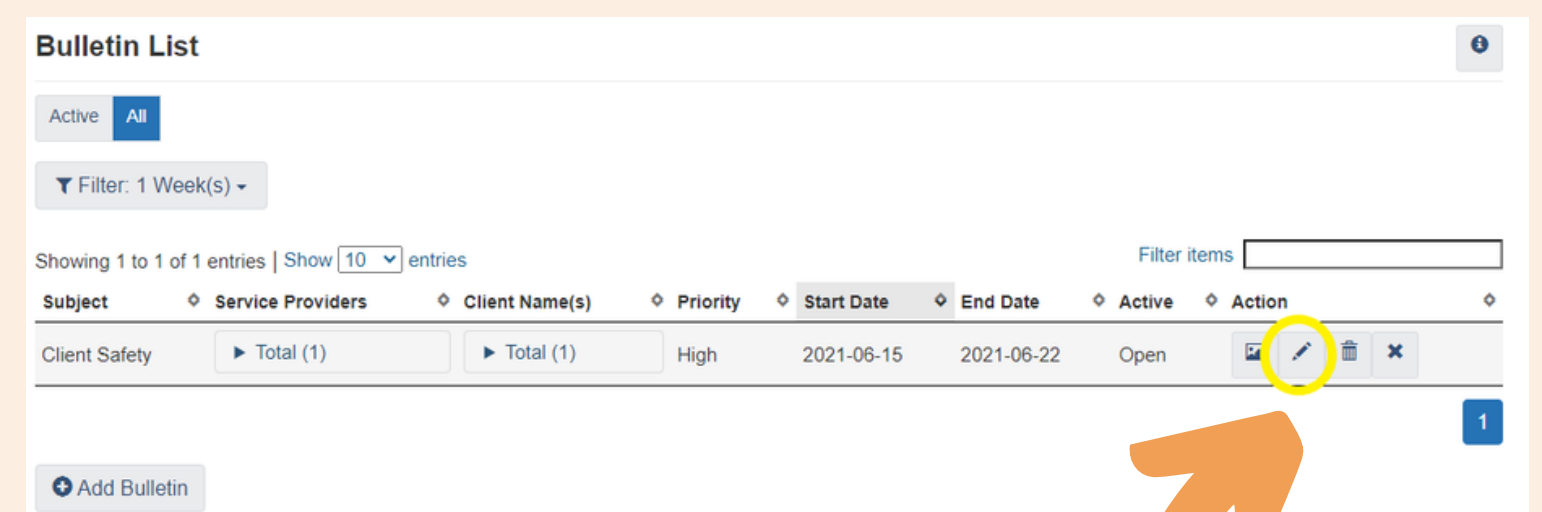 Bulletin List
Active All
Filter: 1 Week(s)
Showing 1 to 1 of 1 entries | Show 10 entries
Filter items
Subject Service Providers Client Name(s) Priority Start Date End Date Active Action
Client Safety Total (1) Total (1) High 2021-06-15 2021-06-22 Open
1
Add Bulletin